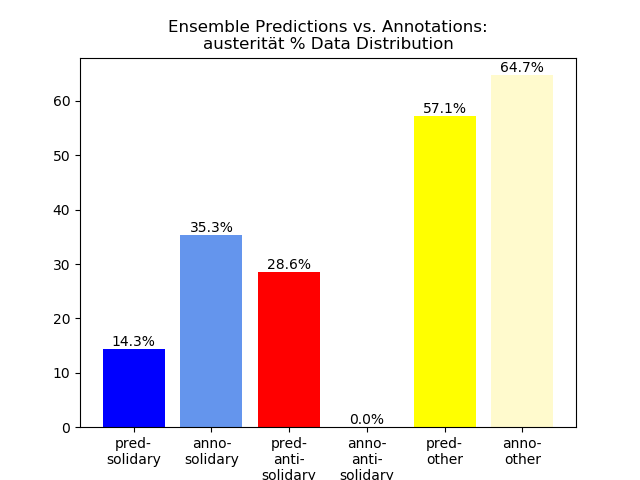 Ensemble Predictions vs. Annotations:
austerität % Data Distribution
64.7%
57.1%
35.3%
28.6%
14.3%
0.0%
60
50
40
30
20
10
0
pred-
solidary
anno-
solidary
pred-
anti-
solidary
anno-
anti-
solidary
pred-
other
anno-
other